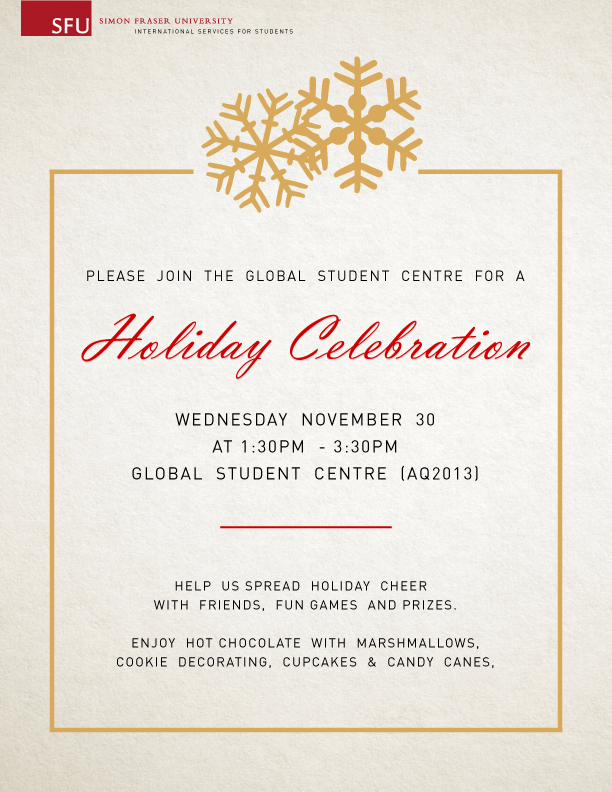 SFU SIMON FRASER UNIVERSITY
INTERNATIONAL SERVICES FOR STUDENTS
PLEASE JOIN THE GLOBAL STUDENT CENTRE FOR A
Holiday Celebration
WEDNESDAY NOVEMBER 30
AT 1:30PM - 3:30PM
GLOBAL STUDENT CENTRE (AQ2013)
HELP US SPREAD HOLIDAY CHEER
WITH FRIENDS, FUN GAMES AND PRIZES.
ENJOY HOT CHOCOLATE WITH MARSHMALLOWS,
COOKIE DECORATING, CUPCAKES & CANDY CANES,